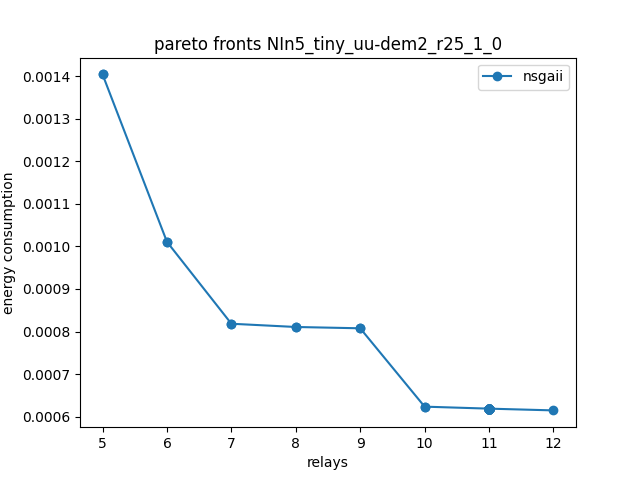 pareto fronts NIn5_tiny_uu-dem2_r25_1_0
nsgaii
energy consumption
0.0014
0.0013
0.0012
0.0011
0.0010
0.0009
0.0008
0.0007
0.0006
5 6 7 8 9 10 11 12
relays